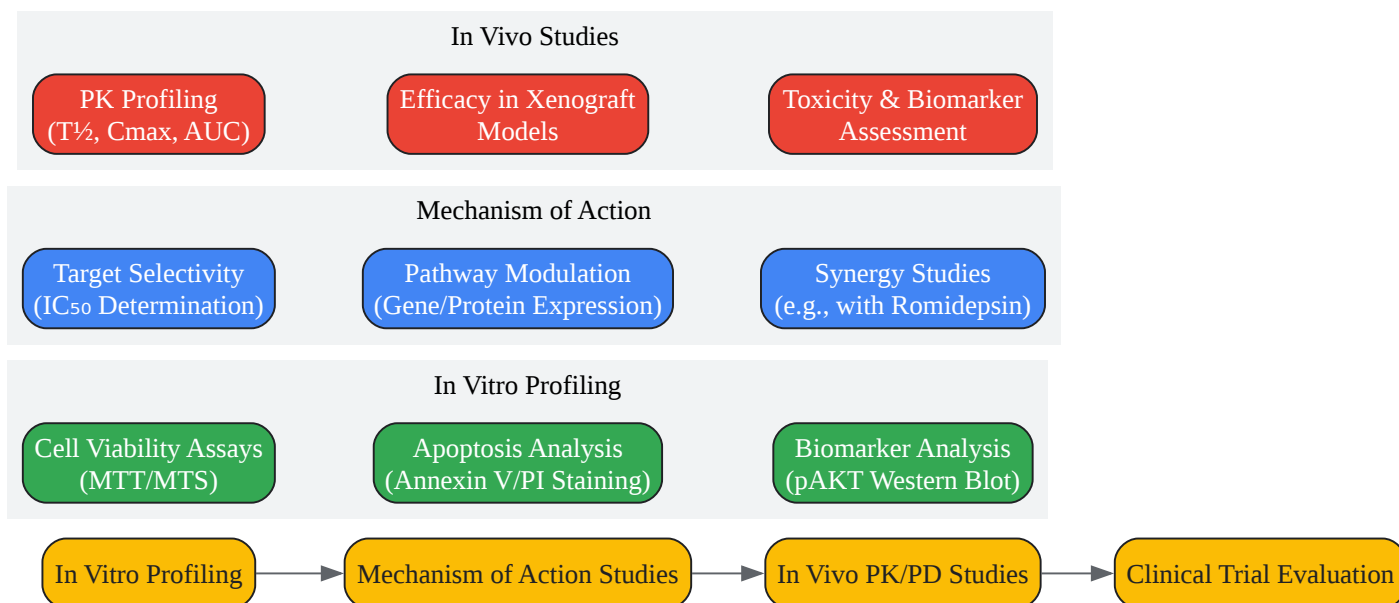 In Vivo Studies
PK Profiling
(T½, Cmax, AUC)
Efficacy in Xenograft
Models
Toxicity & Biomarker
Assessment
Mechanism of Action
Target Selectivity
(IC₅₀ Determination)
Pathway Modulation
(Gene/Protein Expression)
Synergy Studies
(e.g., with Romidepsin)
In Vitro Profiling
Cell Viability Assays
(MTT/MTS)
Apoptosis Analysis
(Annexin V/PI Staining)
Biomarker Analysis
(pAKT Western Blot)
In Vitro Profiling
Mechanism of Action Studies
In Vivo PK/PD Studies
Clinical Trial Evaluation